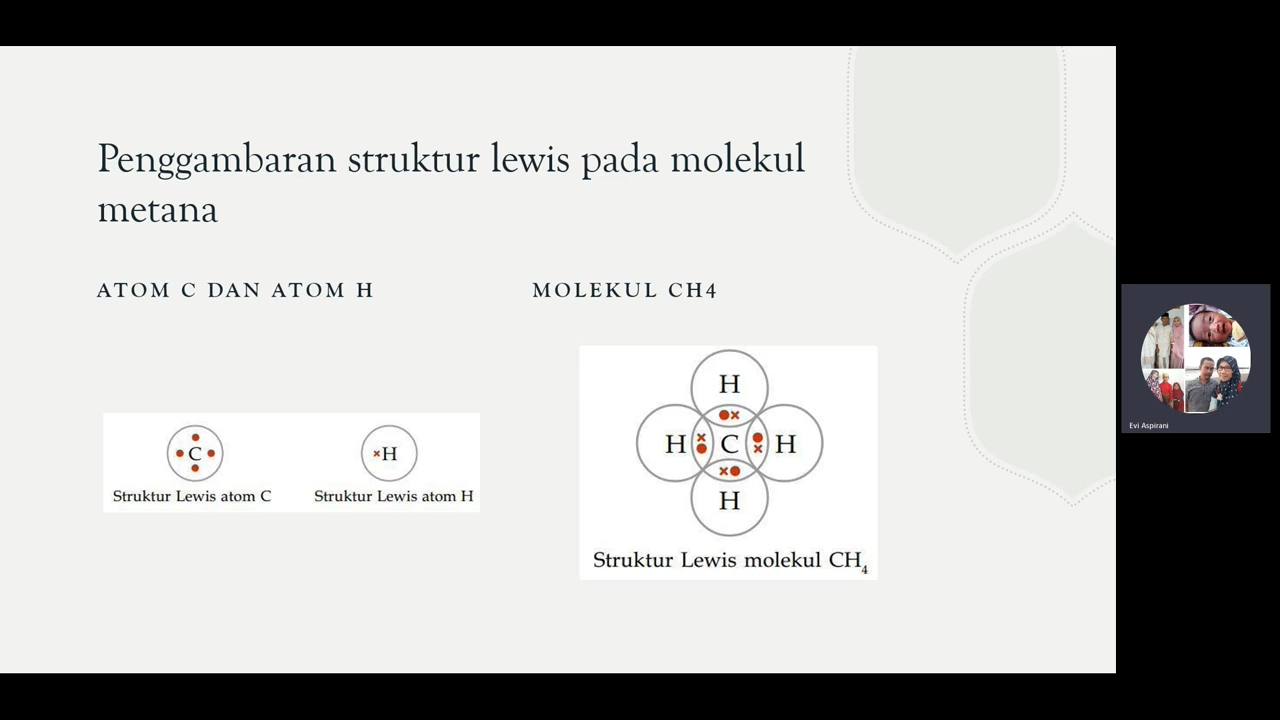 Penggambaran struktur lewis pada molekul
metana
ATOM C DAN ATOM H
MOLEKUL CH4
C
H
Struktur Lewis atom C
Struktur Lewis atom H
H
H C H
H
Struktur Lewis molekul CH₄
Evi Aspirani